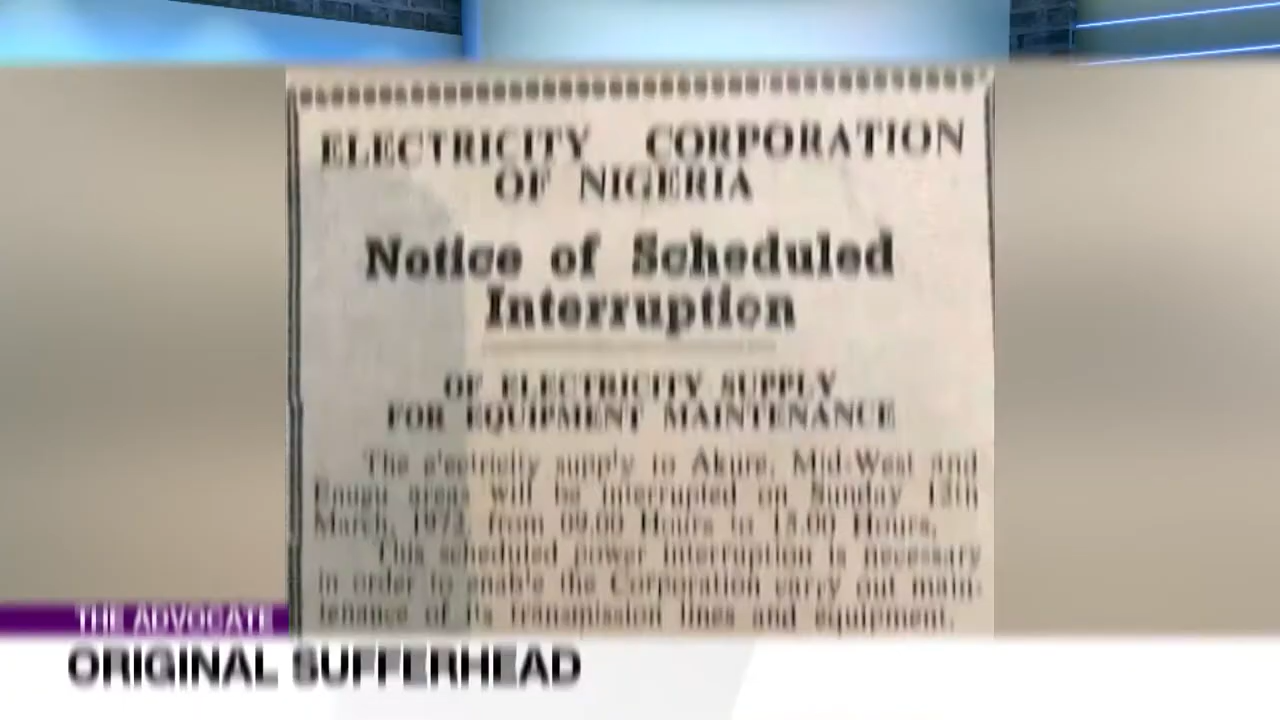 ELECTRICITY CORPORATION
OF NIGERIA
Notice of Scheduled
Interruption
OF ELECTRICITY SUPPLY
FOR EQUIPMENT MAINTENANCE
The electricity supply to Akure, Mid-West and
Enugu areas will be interrupted on Sunday 12th
March, 1972, from 09.00 Hours to 15.00 Hours.
This scheduled power interruption is necessary
in order to enable the Corporation carry out main-
tenance of its transmission lines and equipment.
THE ADVOCATE
ORIGINAL SUFFERHEAD